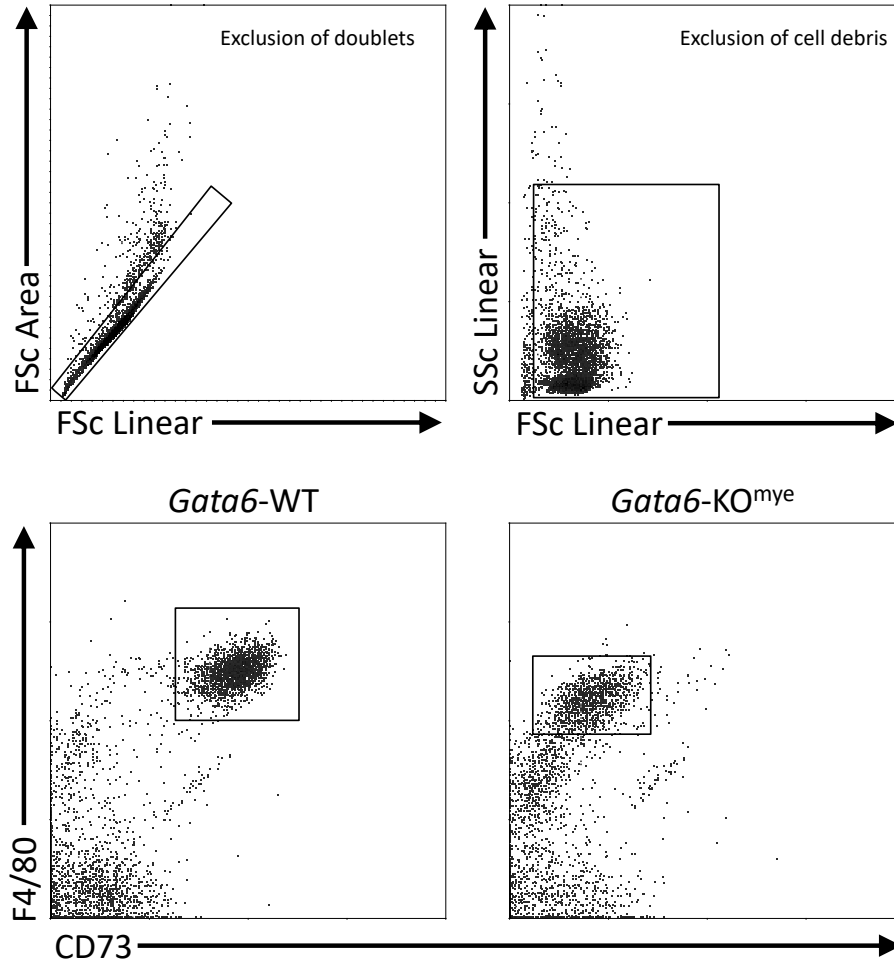 Exclusion of doublets
FSc Area
FSc Linear
Exclusion of cell debris
SSc Linear
FSc Linear
Gata6-WT
Gata6-KOmye
F4/80
CD73